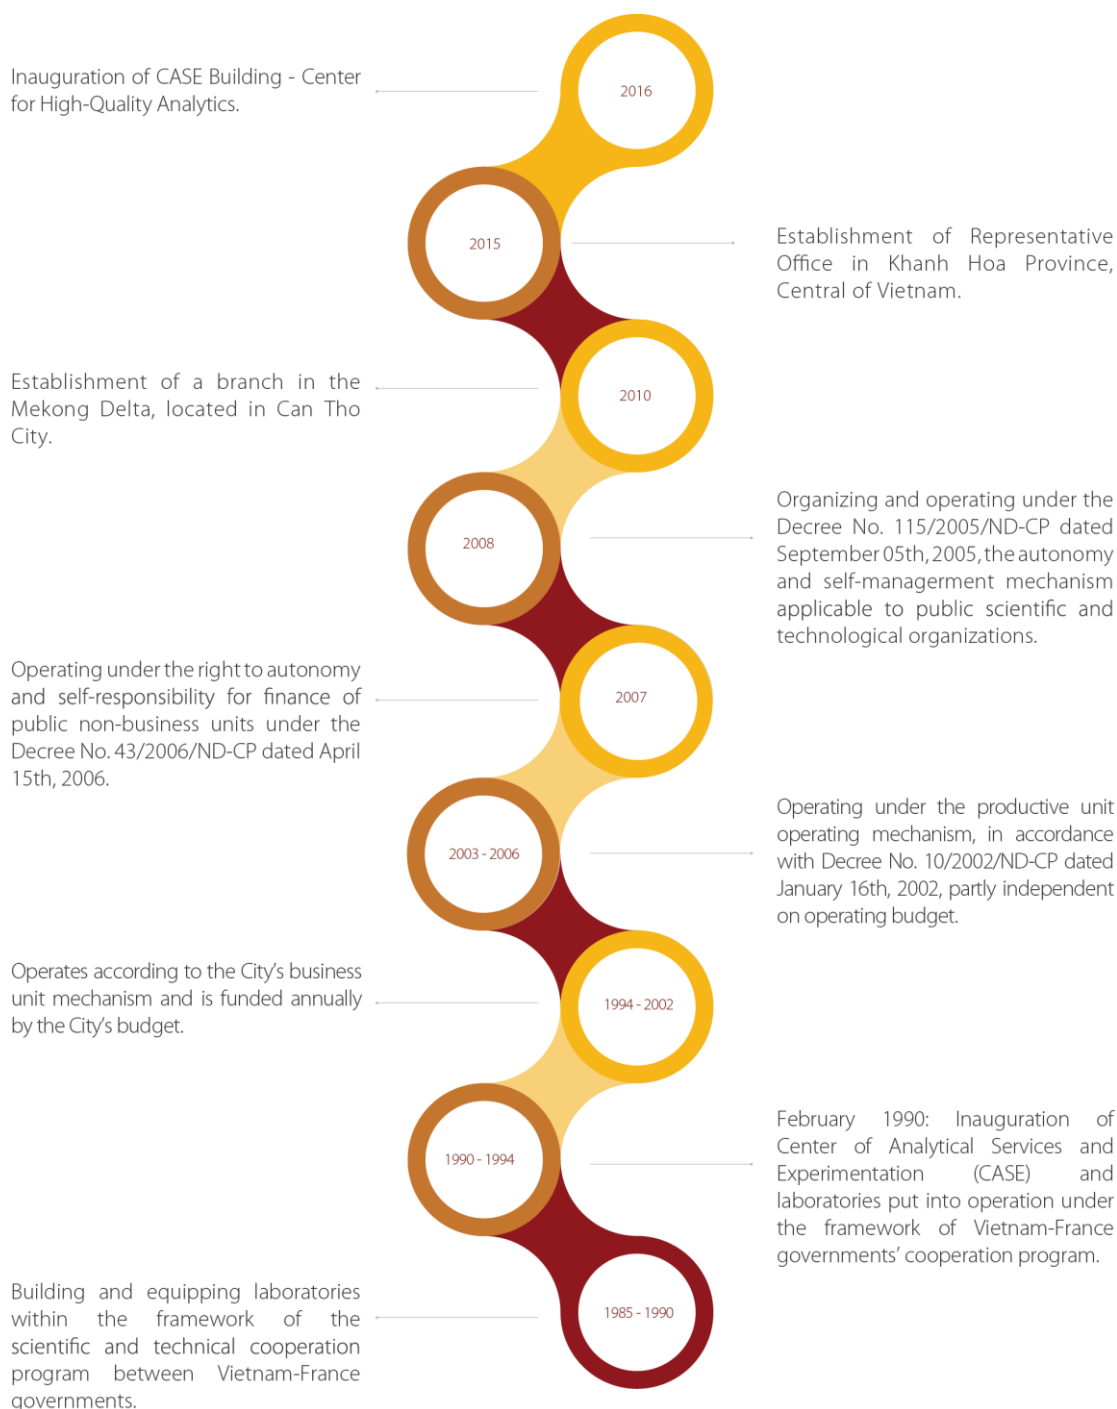 Inauguration of CASE Building - Center
for High-Quality Analytics.
2016
2015
Establishment of Representative
Office in Khanh Hoa Province,
Central of Vietnam.
Establishment of a branch in the
Mekong Delta, located in Can Tho
City.
2010
2008
Organizing and operating under the
Decree No. 115/2005/ND-CP dated
September 05th, 2005, the autonomy
and self-managerment mechanism
applicable to public scientific and
technological organizations.
Operating under the right to autonomy
and self-responsibility for finance of
public non-business units under the
Decree No. 43/2006/ND-CP dated April
15th, 2006.
2007
2003 - 2006
Operating under the productive unit
operating mechanism, in accordance
with Decree No. 10/2002/ND-CP dated
January 16th, 2002, partly independent
on operating budget.
Operates according to the City's business
unit mechanism and is funded annually
by the City's budget.
1994 - 2002
1990 - 1994
February 1990: Inauguration of
Center of Analytical Services and
Experimentation (CASE) and
laboratories put into operation under
the framework of Vietnam-France
governments' cooperation program.
Building and equipping laboratories
within the framework of the
scientific and technical cooperation
program between Vietnam-France
governments.
1985 - 1990